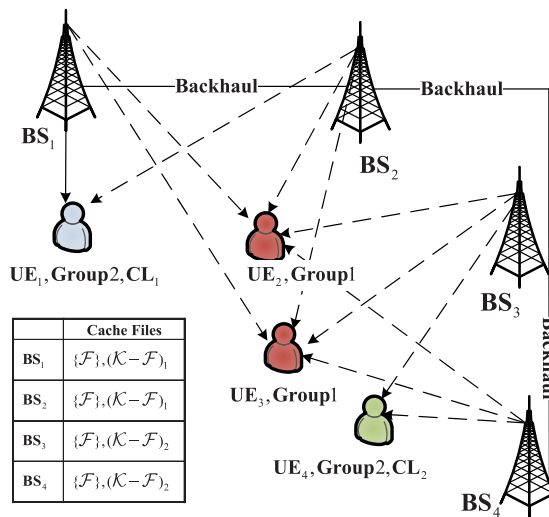 Backhaul
Backhaul
BS₁
BS₂
UE₁,Group2,CL₁
UE₂,Group1
BS₃
Backhaul
Cache Files
BS₁ {ℱ},(𝒦−ℱ)₁
BS₂ {ℱ},(𝒦−ℱ)₁
BS₃ {ℱ},(𝒦−ℱ)₂
BS₄ {ℱ},(𝒦−ℱ)₂
UE₃,Group1
UE₄,Group2,CL₂
BS₄